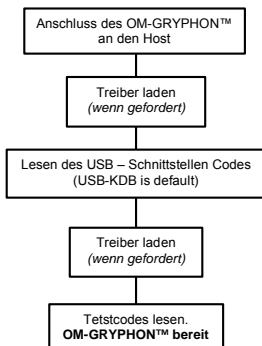 Anschluss des OM-GRYPHON™
an den Host
Treiber laden
(wenn gefordert)
Lesen des USB – Schnittstellen Codes
(USB-KDB is default)
Treiber laden
(wenn gefordert)
Tetstcodes lesen.
OM-GRYPHON™ bereit